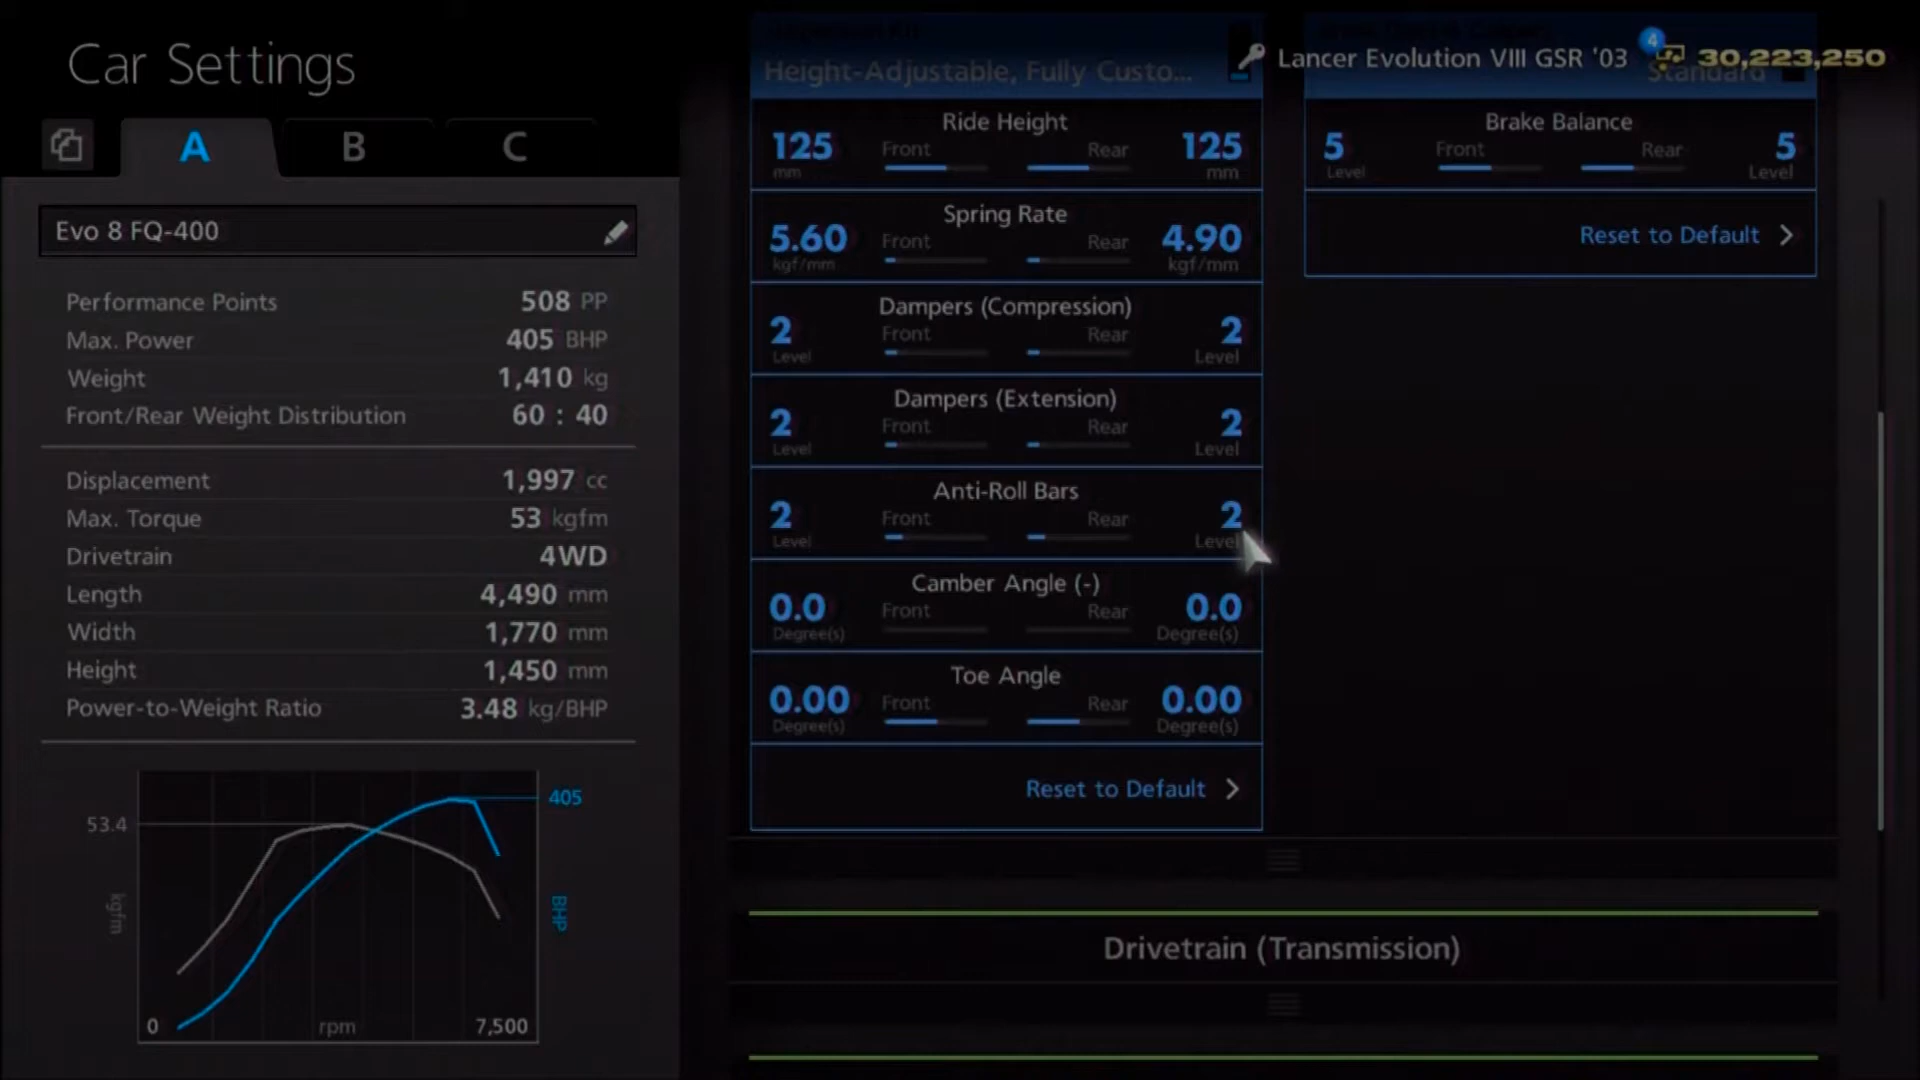 Car Settings
Lancer Evolution VIII GSR '03
4
30,223,250
A
B
C
Evo 8 FQ-400
Performance Points 508 PP
Max. Power 405 BHP
Weight 1,410 kg
Front/Rear Weight Distribution 60 : 40
Displacement 1,997 cc
Max. Torque 53 kgfm
Drivetrain 4WD
Length 4,490 mm
Width 1,770 mm
Height 1,450 mm
Power-to-Weight Ratio 3.48 kg/BHP
53.4
405
kgfm
BHP
0 rpm 7,500
Height-Adjustable, Fully Custo...
Ride Height
125 mm Front Rear 125 mm
Spring Rate
5.60 kgf/mm Front Rear 4.90 kgf/mm
Dampers (Compression)
2 Level Front Rear 2 Level
Dampers (Extension)
2 Level Front Rear 2 Level
Anti-Roll Bars
2 Level Front Rear 2 Level
Camber Angle (-)
0.0 Degree(s) Front Rear 0.0 Degree(s)
Toe Angle
0.00 Degree(s) Front Rear 0.00 Degree(s)
Reset to Default
Standard
Brake Balance
5 Level Front Rear 5 Level
Reset to Default
Drivetrain (Transmission)